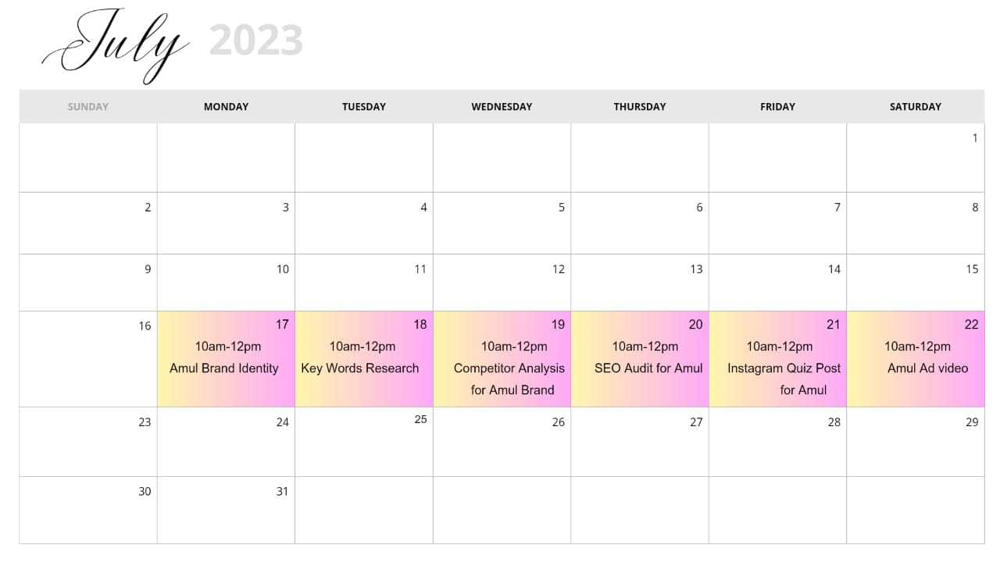 July 2023
SUNDAY MONDAY TUESDAY WEDNESDAY THURSDAY FRIDAY SATURDAY
1
2 3 4 5 6 7 8
9 10 11 12 13 14 15
16 17 18 19 20 21 22
10am-12pm 10am-12pm 10am-12pm 10am-12pm 10am-12pm 10am-12pm
Amul Brand Identity Key Words Research Competitor Analysis SEO Audit for Amul Instagram Quiz Post Amul Ad video
for Amul Brand for Amul
23 24 25 26 27 28 29
30 31